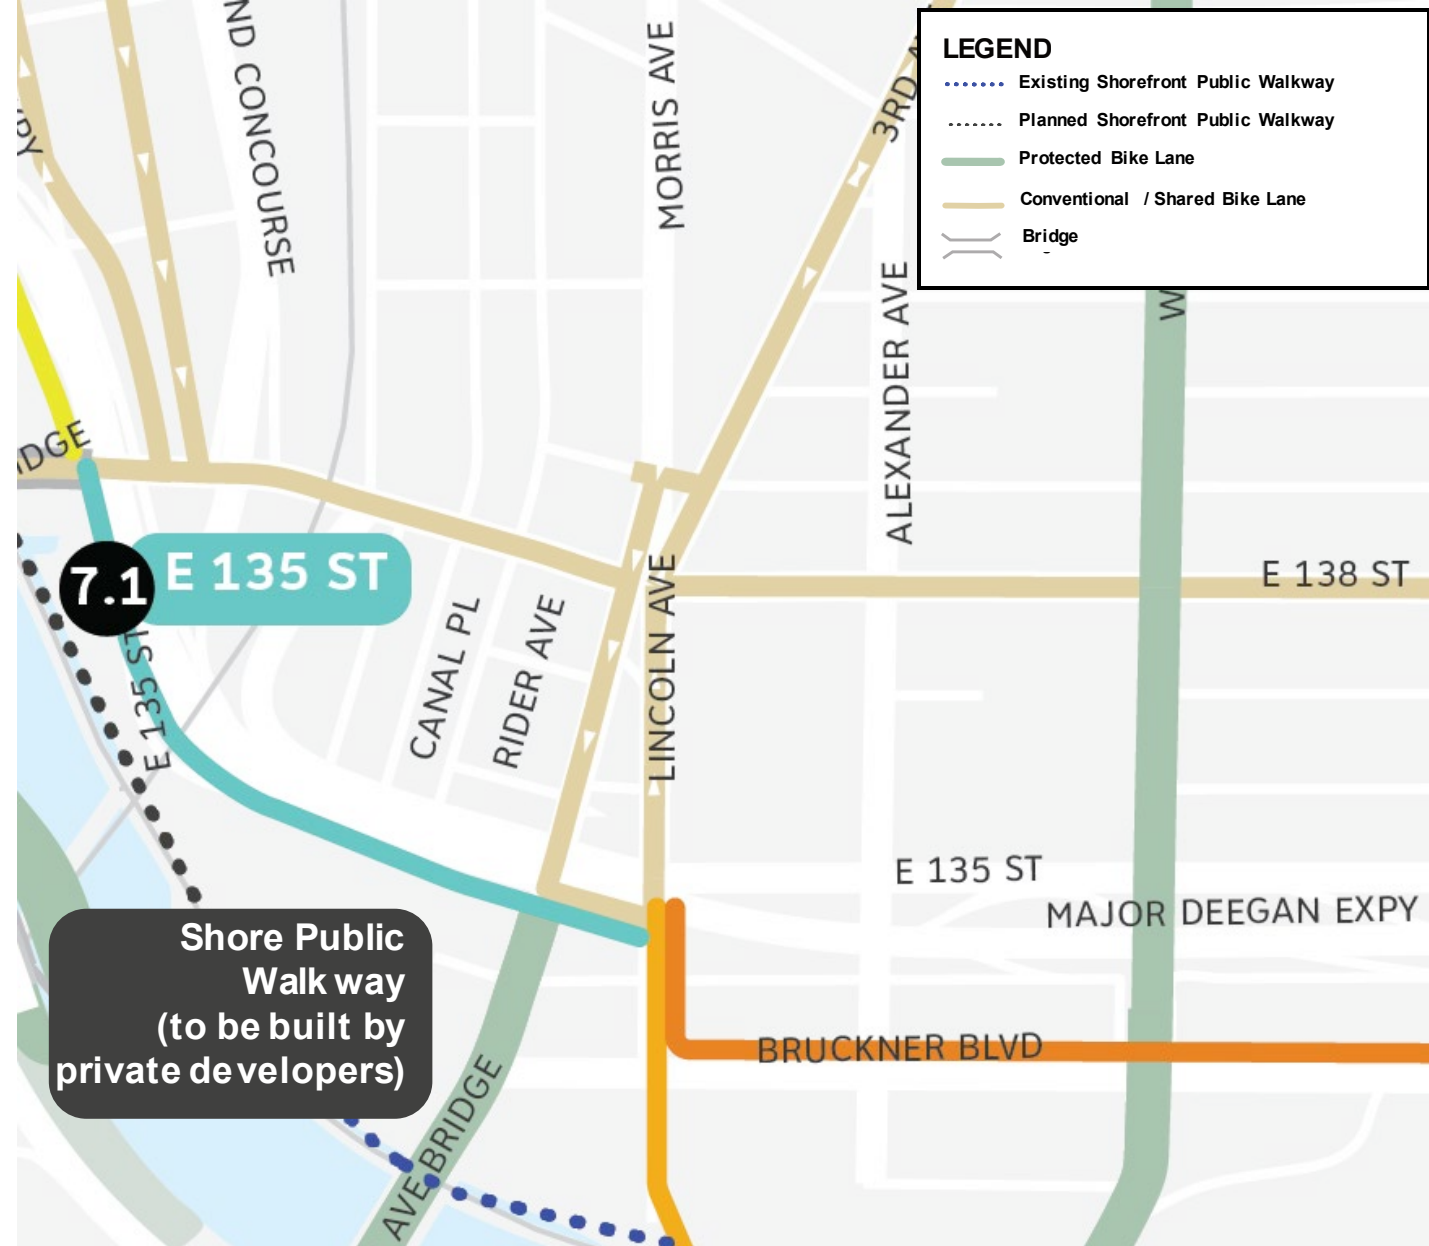 LEGEND
Existing Shorefront Public Walkway
Planned Shorefront Public Walkway
Protected Bike Lane
Conventional / Shared Bike Lane
Bridge
ND CONCOURSE
MORRIS AVE
3RD
ALEXANDER AVE
W
PY
IDGE
7.1
E 135 ST
E 135 ST
CANAL PL
RIDER AVE
LINCOLN AVE
E 138 ST
E 135 ST
MAJOR DEEGAN EXPY
BRUCKNER BLVD
Shore Public
Walk way
(to be built by
private developers)
AVE BRIDGE